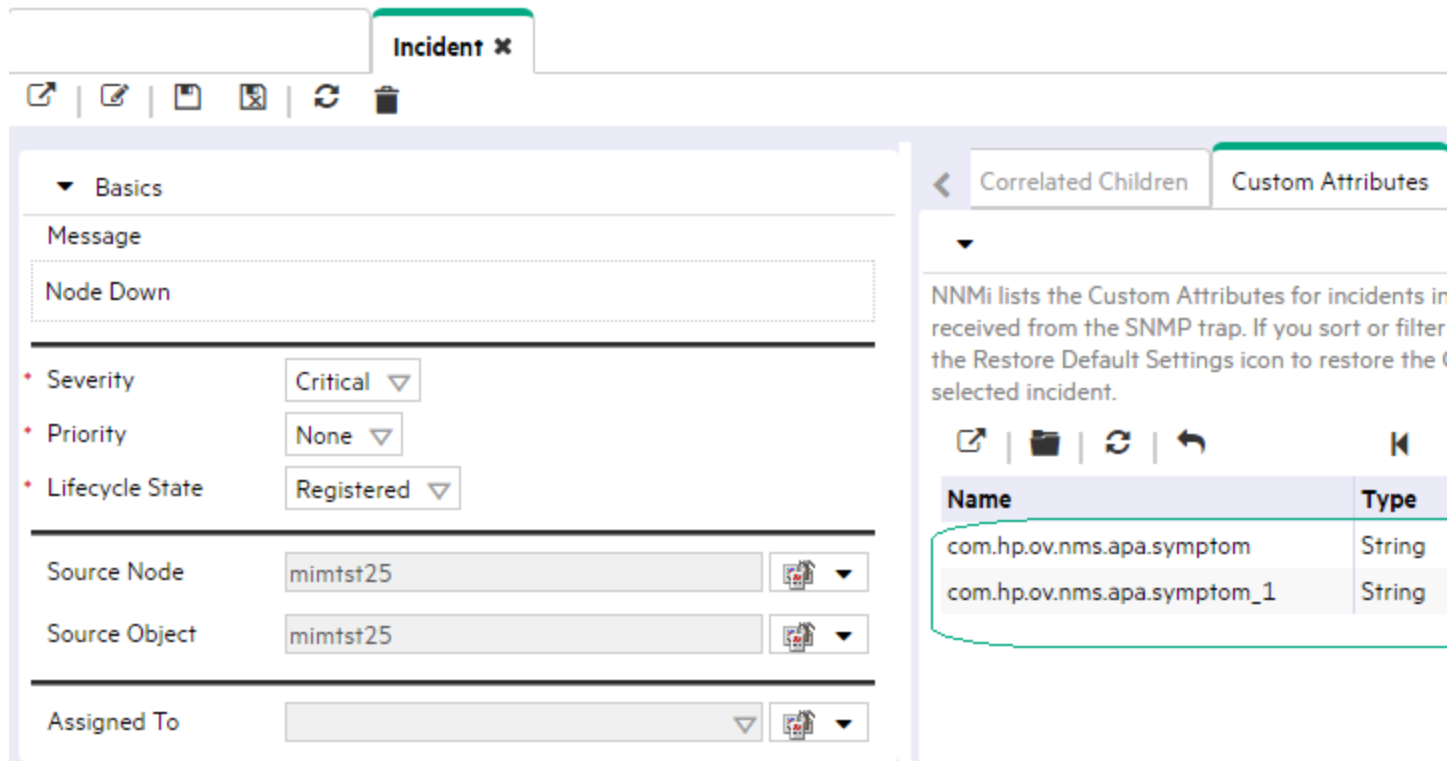 Incident ✖
Basics
Message
Node Down
* Severity Critical
* Priority None
* Lifecycle State Registered
Source Node mimtst25
Source Object mimtst25
Assigned To
Correlated Children Custom Attributes
NNMi lists the Custom Attributes for incidents
received from the SNMP trap. If you sort or filter
the Restore Default Settings icon to restore the
selected incident.
Name Type
com.hp.ov.nms.apa.symptom String
com.hp.ov.nms.apa.symptom_1 String